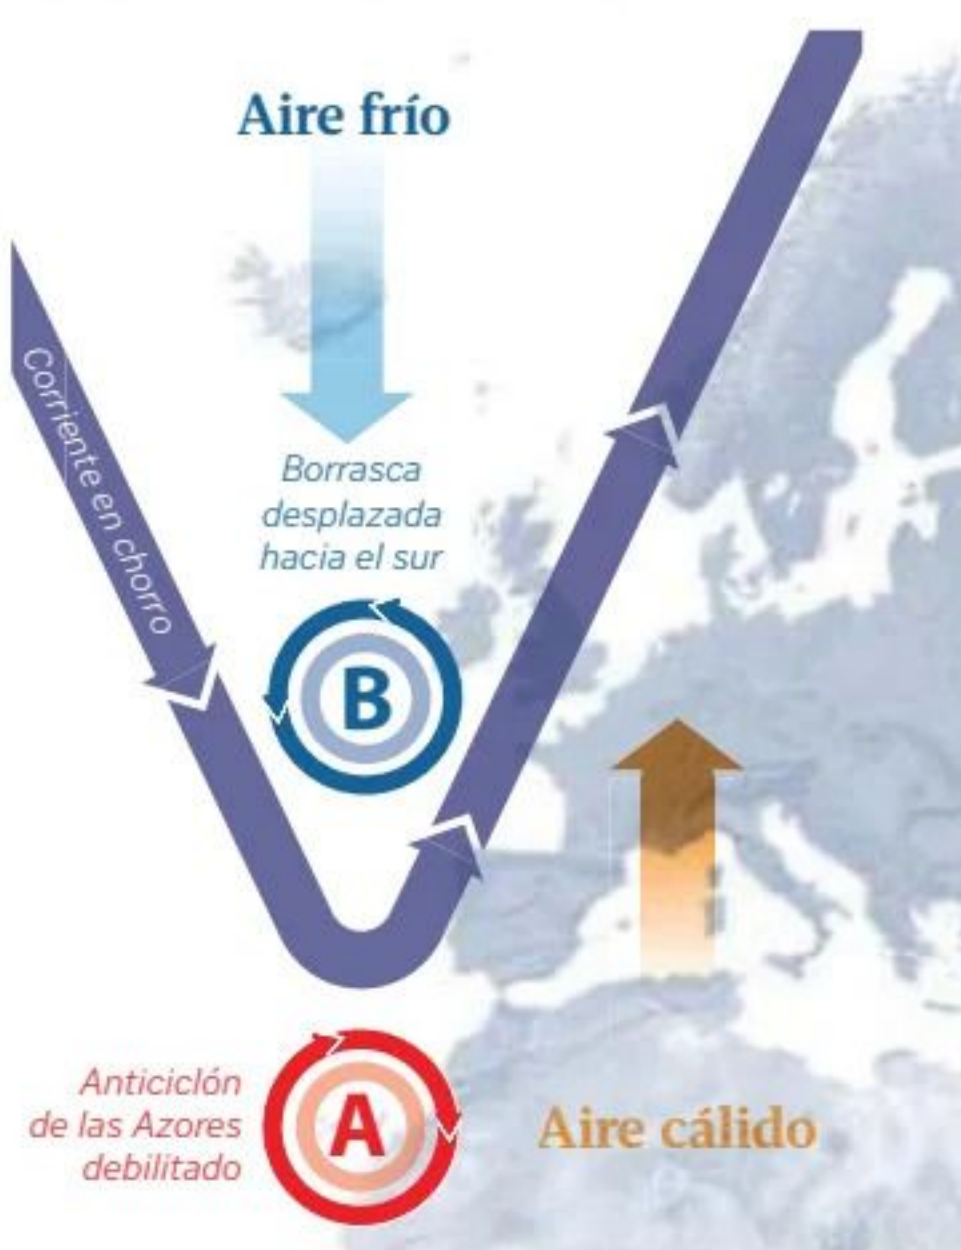 Aire frío
Corriente en chorro
Borrasca
desplazada
hacia el sur
B
Anticiclón
de las Azores
debilitado
A
Aire cálido